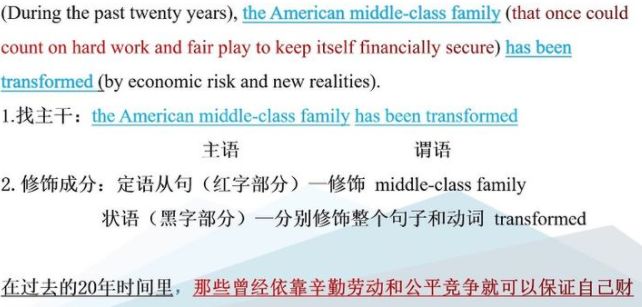 (During the past twenty years), the American middle-class family (that once could
count on hard work and fair play to keep itself financially secure) has been
transformed (by economic risk and new realities).
1.找主干：the American middle-class family has been transformed
主语 谓语
2. 修饰成分：定语从句（红字部分）—修饰 middle-class family
状语（黑字部分）—分别修饰整个句子和动词 transformed
在过去的20年时间里，那些曾经依靠辛勤劳动和公平竞争就可以保证自己财